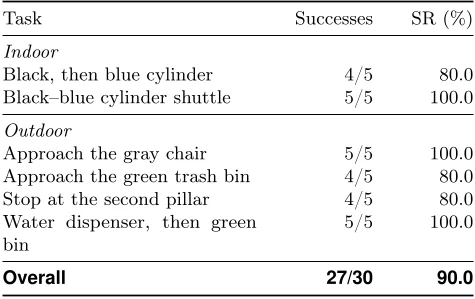 Task Successes SR (%)
Indoor
Black, then blue cylinder 4/5 80.0
Black–blue cylinder shuttle 5/5 100.0
Outdoor
Approach the gray chair 5/5 100.0
Approach the green trash bin 4/5 80.0
Stop at the second pillar 4/5 80.0
Water dispenser, then green 5/5 100.0
bin
Overall 27/30 90.0